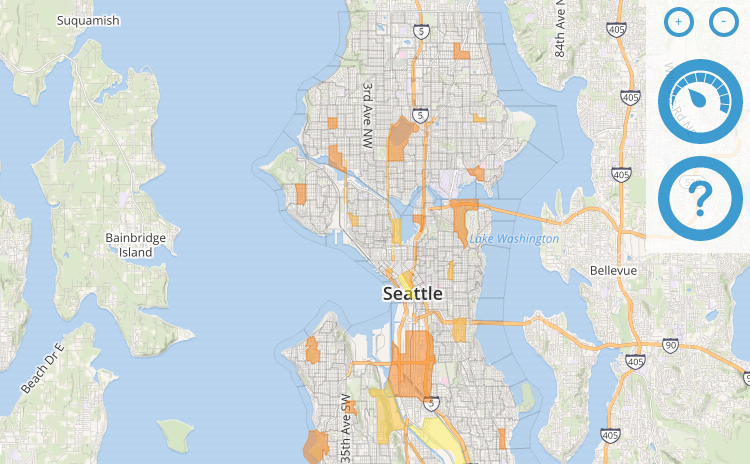 Suquamish
84th Ave N
+
-
5
405
3rd Ave NW
405
5
405
?
Bainbridge
Island
Lake Washington
Bellevue
Seattle
Beach Dr E
90
405
5
35th Ave SW
405